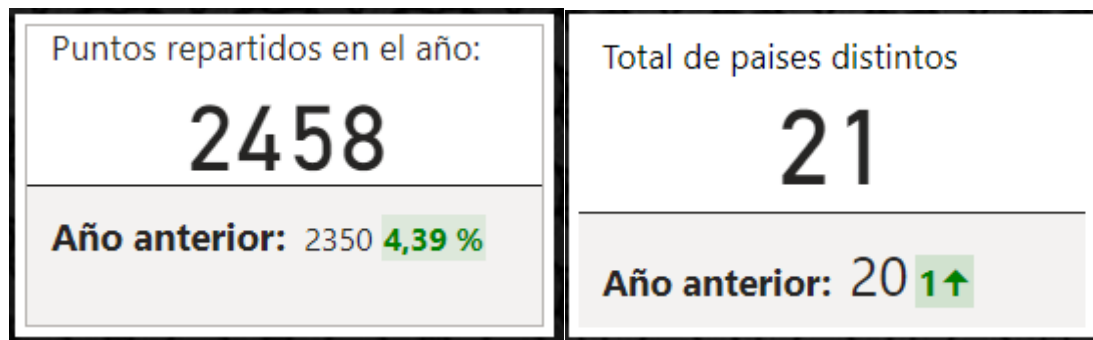 Puntos repartidos en el año:
2458
Año anterior: 2350 4,39 %
Total de paises distintos
21
Año anterior: 20 1↑